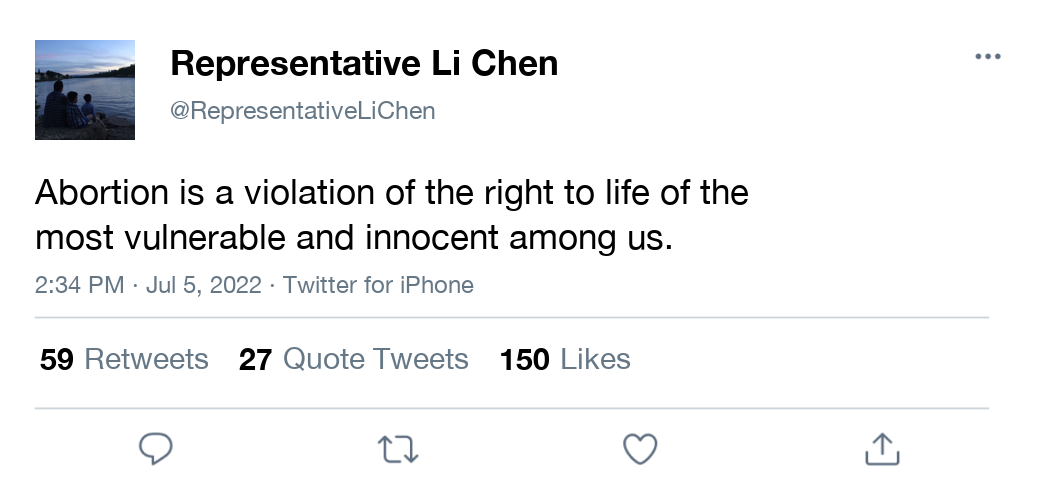 Representative Li Chen
@RepresentativeLiChen
Abortion is a violation of the right to life of the
most vulnerable and innocent among us.
2:34 PM · Jul 5, 2022 · Twitter for iPhone
59 Retweets 27 Quote Tweets 150 Likes